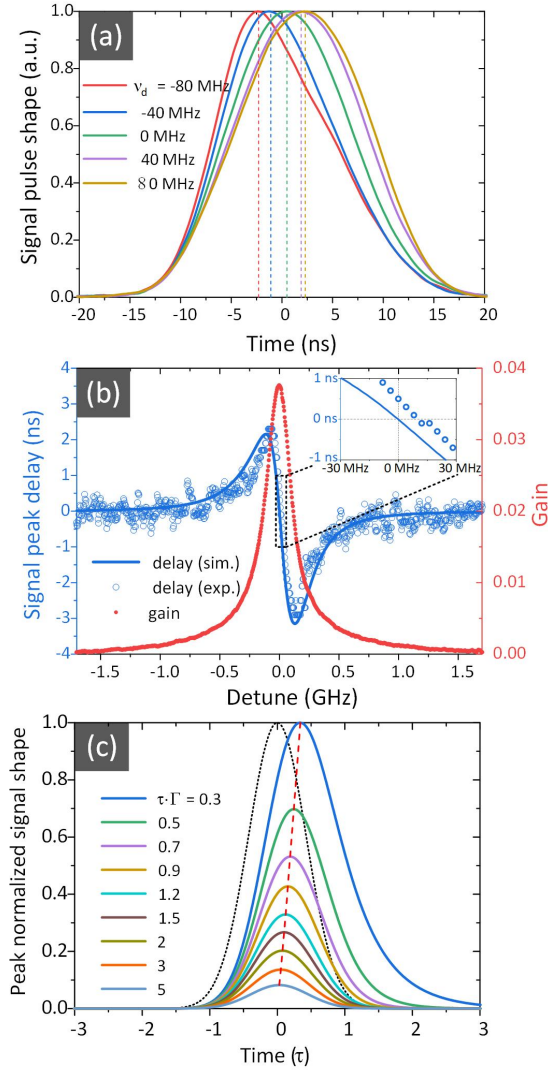 (a)
Signal pulse shape (a.u.)
1.0
0.8
0.6
0.4
0.2
0.0
ν_d = -80 MHz
-40 MHz
0 MHz
40 MHz
80 MHz
-20 -15 -10 -5 0 5 10 15 20
Time (ns)
(b)
Signal peak delay (ns)
4
3
2
1
0
-1
-2
-3
-4
Gain
0.04
0.03
0.02
0.01
0.00
1 ns
0 ns
-1 ns
-30 MHz 0 MHz 30 MHz
delay (sim.)
delay (exp.)
gain
-1.5 -1.0 -0.5 0.0 0.5 1.0 1.5
Detune (GHz)
(c)
Peak normalized signal shape
1.0
0.8
0.6
0.4
0.2
0.0
τ·Γ = 0.3
0.5
0.7
0.9
1.2
1.5
2
3
5
-3 -2 -1 0 1 2 3
Time (τ)